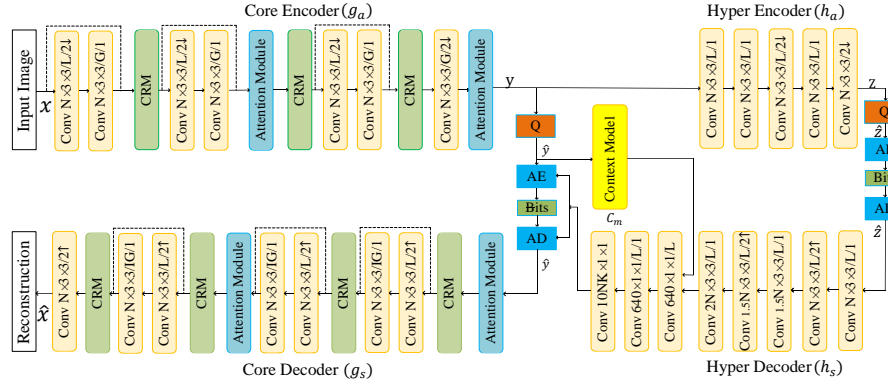 Core Encoder(g_a)
Hyper Encoder(h_a)
Input Image
x
Conv N×3×3/L/2↓
Conv N×3×3/G/1
CRM
Conv N×3×3/L/2↓
Conv N×3×3/G/1
Attention Module
CRM
Conv N×3×3/L/2↓
Conv N×3×3/G/1
CRM
Conv N×3×3/G/2↓
Attention Module
y
Conv N×3×3/L/1
Conv N×3×3/L/2↓
Conv N×3×3/L/1
Conv N×3×3/2↓
z
Q
ŷ
AE
Bits
AD
ŷ
Context Model
C_m
Q
ẑ
ẑ
Reconstruction
x̂
Conv N×3×3/2↑
CRM
Conv N×3×3/IG/1
Conv N×3×3/L/2↑
CRM
Attention Module
Conv N×3×3/IG/1
Conv N×3×3/L/2↑
CRM
Conv N×3×3/IG/1
Conv N×3×3/L/2↑
CRM
Attention Module
Conv 10NK×1×1
Conv 640×1×1/L/1
Conv 640×1×1/L
Conv 2N×3×3/L/1
Conv 1.5N×3×3/L/2↑
Conv 1.5N×3×3/L/1
Conv N×3×3/L/2↑
Conv N×3×3/L/1
Core Decoder (g_s)
Hyper Decoder(h_s)